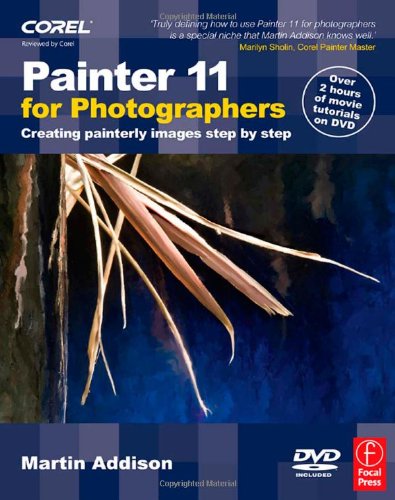 Copyrighted Material
COREL®
Reviewed by Corel
'Truly defining how to use Painter 11 for photographers
is a special niche that Martin Addison knows well.'
Marilyn Sholin, Corel Painter Master
Painter 11
for Photographers
Creating painterly images step by step
Over
2 hours
of movie
tutorials
on DVD
Martin Addison
DVD
INCLUDED
Focal
Press
Copyrighted Material